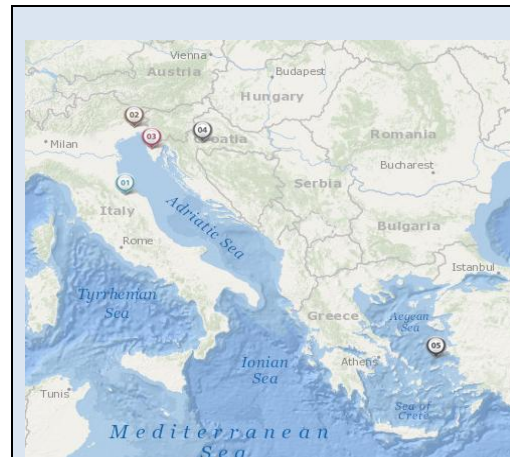 Vienna
Austria
Budapest
Hungary
02
03
04
Croatia
Milan
Romania
Bucharest
01
Serbia
Italy
Adriatic Sea
Rome
Bulgaria
Istanbul
Tyrrhenian
Sea
Greece
Aegean
Sea
Ionian
Sea
Athens
05
Tunis
Sea of
Crete
Mediterranean
Sea